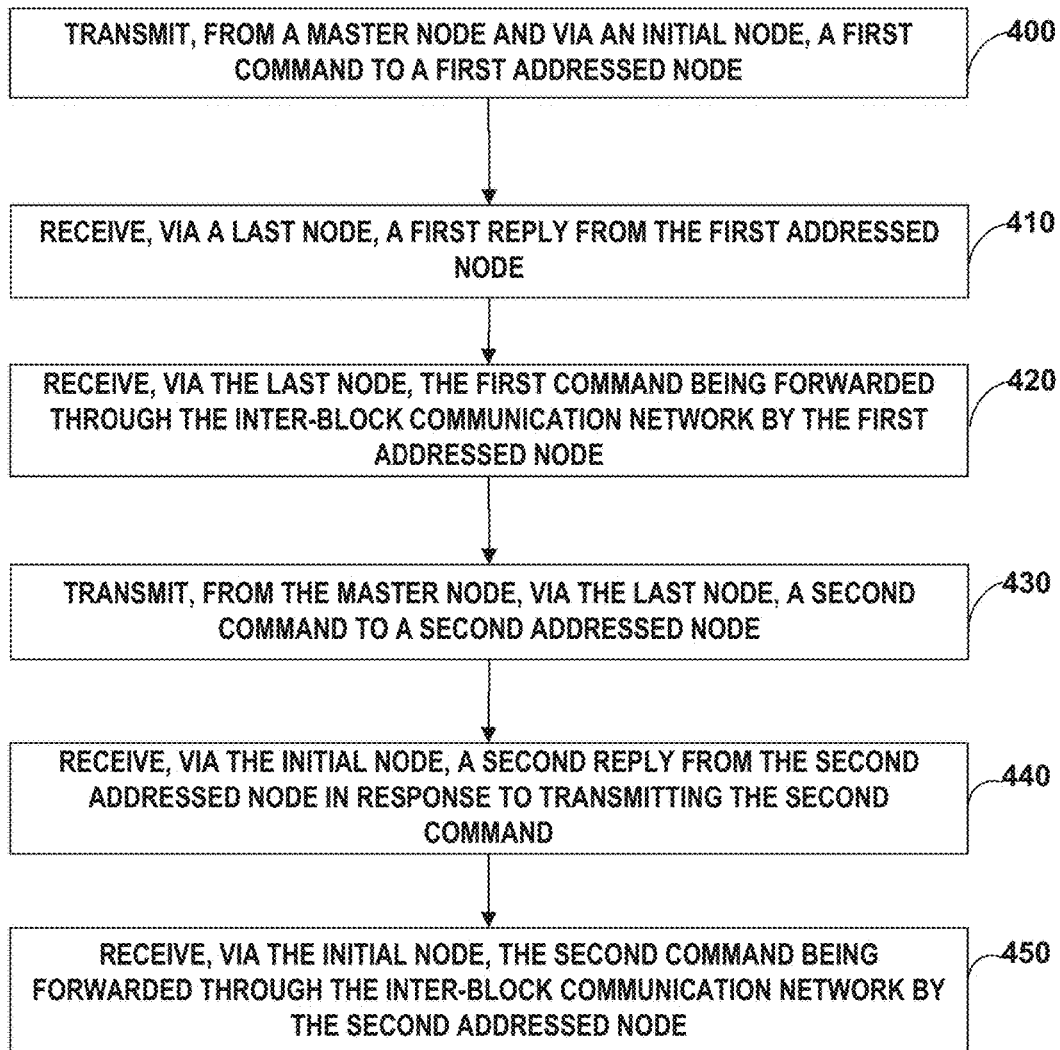 TRANSMIT, FROM A MASTER NODE AND VIA AN INITIAL NODE, A FIRST
COMMAND TO A FIRST ADDRESSED NODE
400
RECEIVE, VIA A LAST NODE, A FIRST REPLY FROM THE FIRST ADDRESSED
NODE
410
RECEIVE, VIA THE LAST NODE, THE FIRST COMMAND BEING FORWARDED
THROUGH THE INTER-BLOCK COMMUNICATION NETWORK BY THE FIRST
ADDRESSED NODE
420
TRANSMIT, FROM THE MASTER NODE, VIA THE LAST NODE, A SECOND
COMMAND TO A SECOND ADDRESSED NODE
430
RECEIVE, VIA THE INITIAL NODE, A SECOND REPLY FROM THE SECOND
ADDRESSED NODE IN RESPONSE TO TRANSMITTING THE SECOND
COMMAND
440
RECEIVE, VIA THE INITIAL NODE, THE SECOND COMMAND BEING
FORWARDED THROUGH THE INTER-BLOCK COMMUNICATION NETWORK BY
THE SECOND ADDRESSED NODE
450